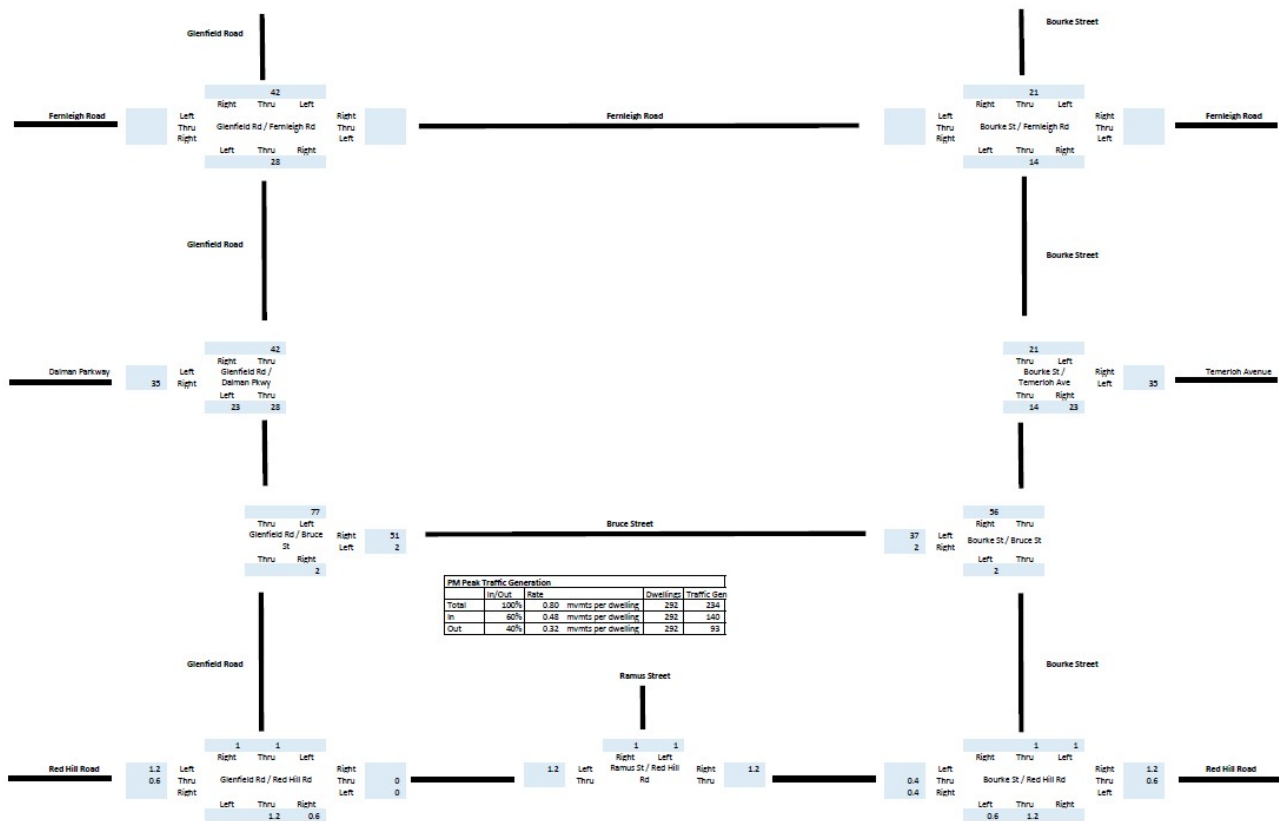 Glenfield Road
Bourke Street
42
Right Thru Left
Fernleigh Road
Left
Thru
Right
Glenfield Rd / Fernleigh Rd
Right
Thru
Left
Left Thru Right
28
Fernleigh Road
21
Right Thru Left
Left
Thru
Right
Bourke St / Fernleigh Rd
Right
Thru
Left
Fernleigh Road
Left Thru Right
14
Glenfield Road
Bourke Street
42
Right Thru
Dalman Parkway
Left
35 Right
Glenfield Rd /
Dalman Pkwy
Left Thru
23 28
21
Thru Left
Bourke St /
Temerloh Ave
Right
Left 35
Temerloh Avenue
Thru Right
14 23
77
Thru Left
Glenfield Rd / Bruce
St
Right 51
Left 2
Thru Right
2
Bruce Street
56
Right Thru
37 Left
2 Right
Bourke St / Bruce St
Left Thru
2
PM Peak Traffic Generation
In/Out Rate Dwellings Traffic Gen
Total 100% 0.80 mvmts per dwelling 292 234
In 60% 0.48 mvmts per dwelling 292 140
Out 40% 0.32 mvmts per dwelling 292 93
Glenfield Road
Ramus Street
Bourke Street
1 1
Right Thru Left
Red Hill Road
1.2 Left
0.6 Thru
Right
Glenfield Rd / Red Hill Rd
Right
Thru 0
Left 0
Left Thru Right
1.2 0.6
1 1
Right Left
1.2 Left
Thru
Ramus St / Red Hill
Rd
Right 1.2
Thru
1 1
Right Thru Left
Left
0.4 Thru
0.4 Right
Bourke St / Red Hill Rd
Right 1.2
Thru 0.6
Left
Red Hill Road
Left Thru Right
0.6 1.2